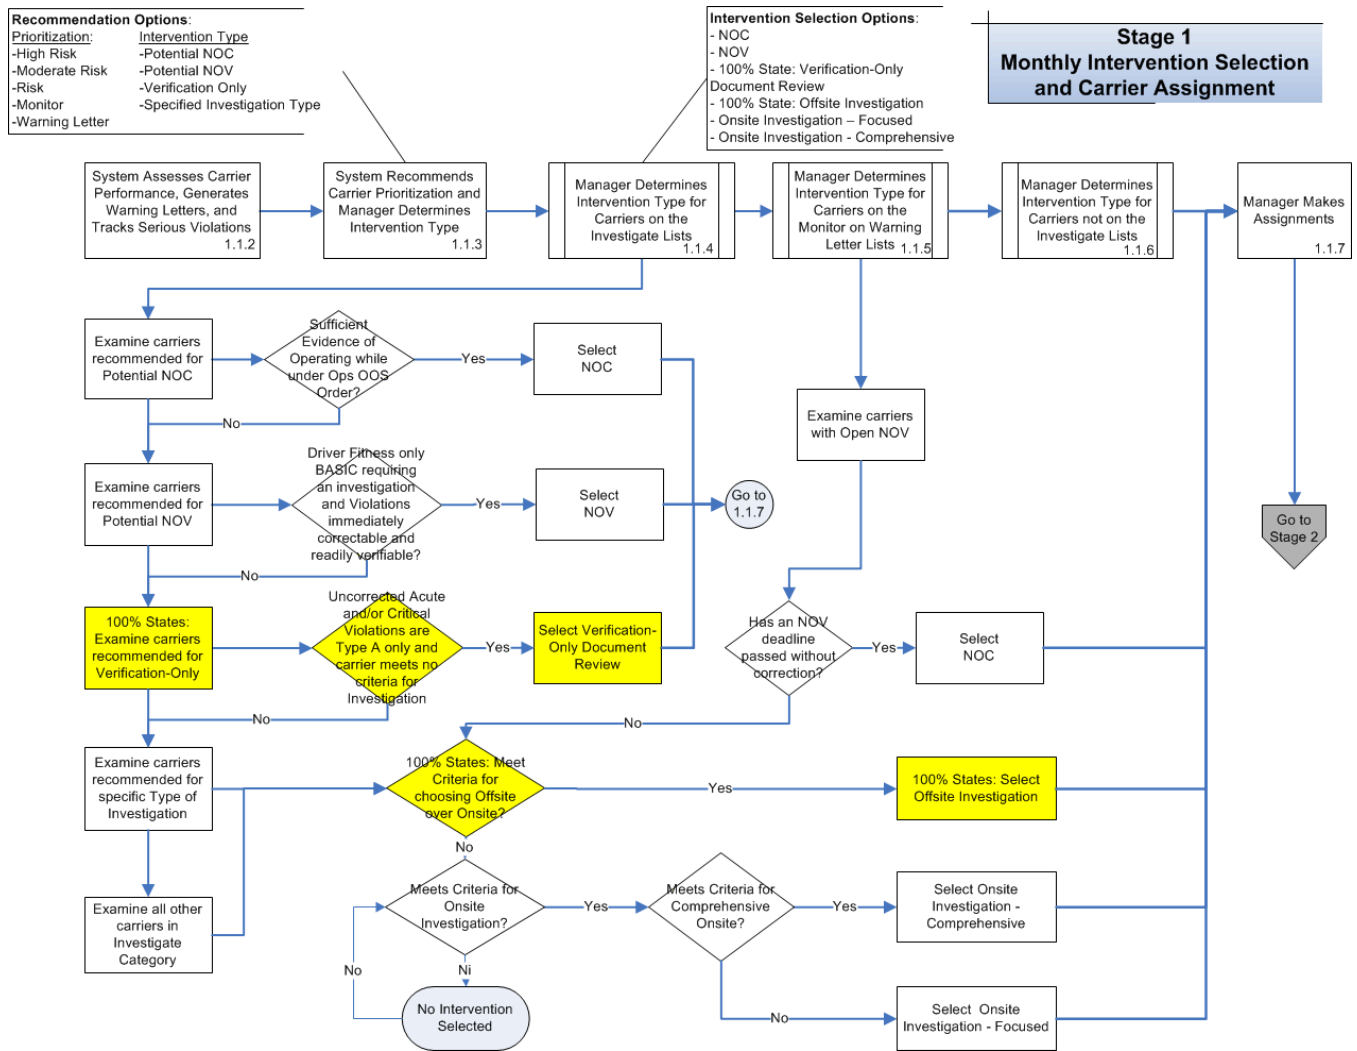 Recommendation Options:
Prioritization: Intervention Type
-High Risk -Potential NOC
-Moderate Risk -Potential NOV
-Risk -Verification Only
-Monitor -Specified Investigation Type
-Warning Letter
Intervention Selection Options:
- NOC
- NOV
- 100% State: Verification-Only
Document Review
- 100% State: Offsite Investigation
- Onsite Investigation – Focused
- Onsite Investigation - Comprehensive
Stage 1
Monthly Intervention Selection
and Carrier Assignment
System Assesses Carrier
Performance, Generates
Warning Letters, and
Tracks Serious Violations
1.1.2
System Recommends
Carrier Prioritization and
Manager Determines
Intervention Type
1.1.3
Manager Determines
Intervention Type for
Carriers on the
Investigate Lists
1.1.4
Manager Determines
Intervention Type for
Carriers on the
Monitor on Warning
Letter Lists
1.1.5
Manager Determines
Intervention Type for
Carriers not on the
Investigate Lists
1.1.6
Manager Makes
Assignments
1.1.7
Examine carriers
recommended for
Potential NOC
Sufficient
Evidence of
Operating while
under Ops OOS
Order?
Yes
Select
NOC
No
Examine carriers
with Open NOV
Examine carriers
recommended for
Potential NOV
Driver Fitness only
BASIC requiring
an investigation
and Violations
immediately
correctable and
readily verifiable?
Yes
Select
NOV
Go to
1.1.7
Go to
Stage 2
No
100% States:
Examine carriers
recommended for
Verification-Only
Uncorrected Acute
and/or Critical
Violations are
Type A only and
carrier meets no
criteria for
Investigation
Yes
Select Verification-
Only Document
Review
Has an NOV
deadline
passed without
correction?
Yes
Select
NOC
No
No
Examine carriers
recommended for
specific Type of
Investigation
100% States: Meet
Criteria for
choosing Offsite
over Onsite?
Yes
100% States: Select
Offsite Investigation
No
Examine all other
carriers in
Investigate
Category
Meets Criteria for
Onsite
Investigation?
Yes
Meets Criteria for
Comprehensive
Onsite?
Yes
Select Onsite
Investigation -
Comprehensive
No
Ni
No Intervention
Selected
No
Select Onsite
Investigation - Focused